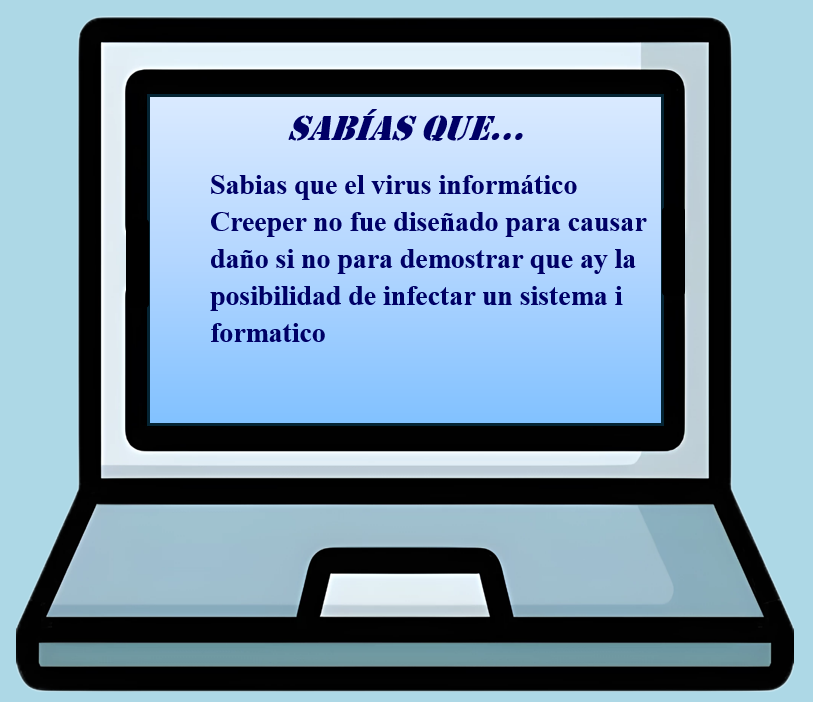 SABÍAS QUE...
Sabias que el virus informático
Creeper no fue diseñado para causar
daño si no para demostrar que ay la
posibilidad de infectar un sistema i
formatico